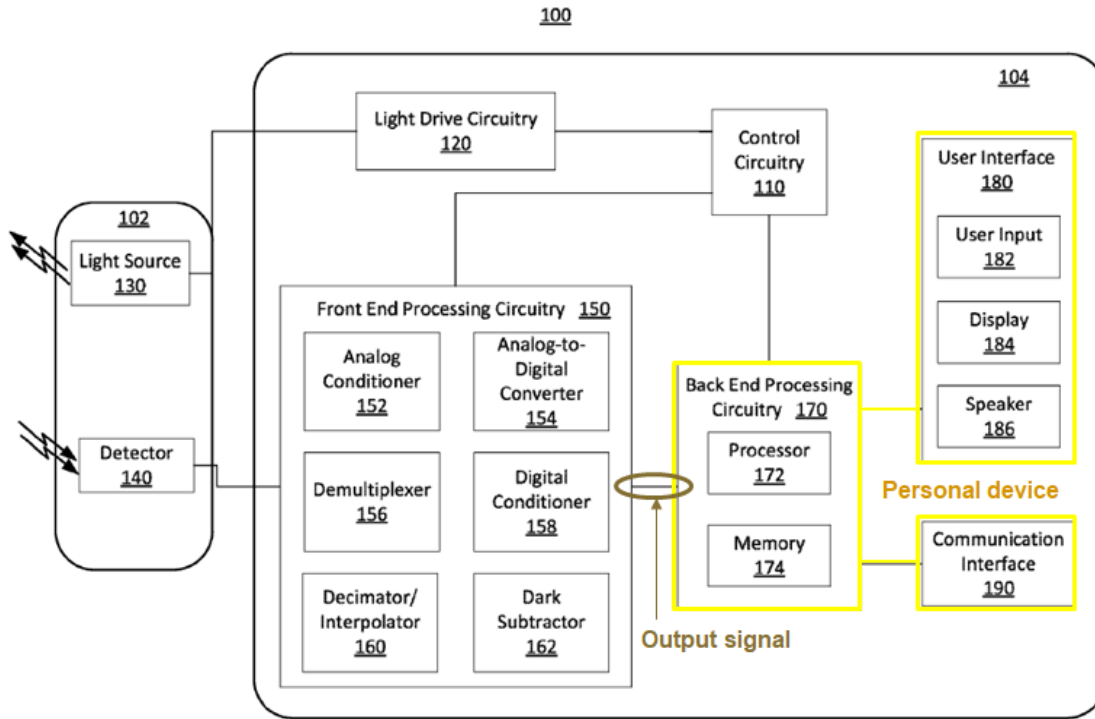 100
104
Light Drive Circuitry
120
Control
Circuitry
110
User Interface
180
User Input
182
Display
184
Speaker
186
102
Light Source
130
Detector
140
Front End Processing Circuitry 150
Analog
Conditioner
152
Analog-to-
Digital
Converter
154
Demultiplexer
156
Digital
Conditioner
158
Decimator/
Interpolator
160
Dark
Subtractor
162
Back End Processing
Circuitry 170
Processor
172
Memory
174
Personal device
Communication
Interface
190
Output signal